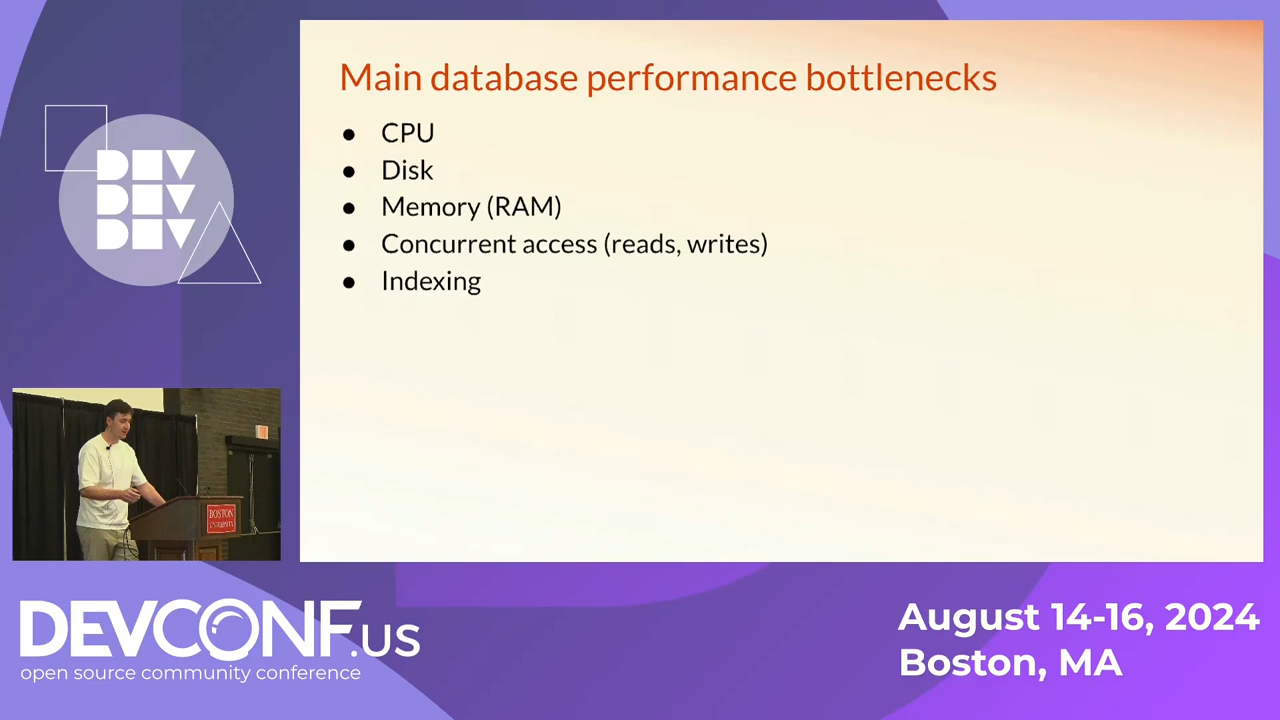 Main database performance bottlenecks
● CPU
● Disk
● Memory (RAM)
● Concurrent access (reads, writes)
● Indexing
DEV
DEV
DEV
BOSTON
UNIVERSITY
DEVCONF.us
open source community conference
August 14-16, 2024
Boston, MA